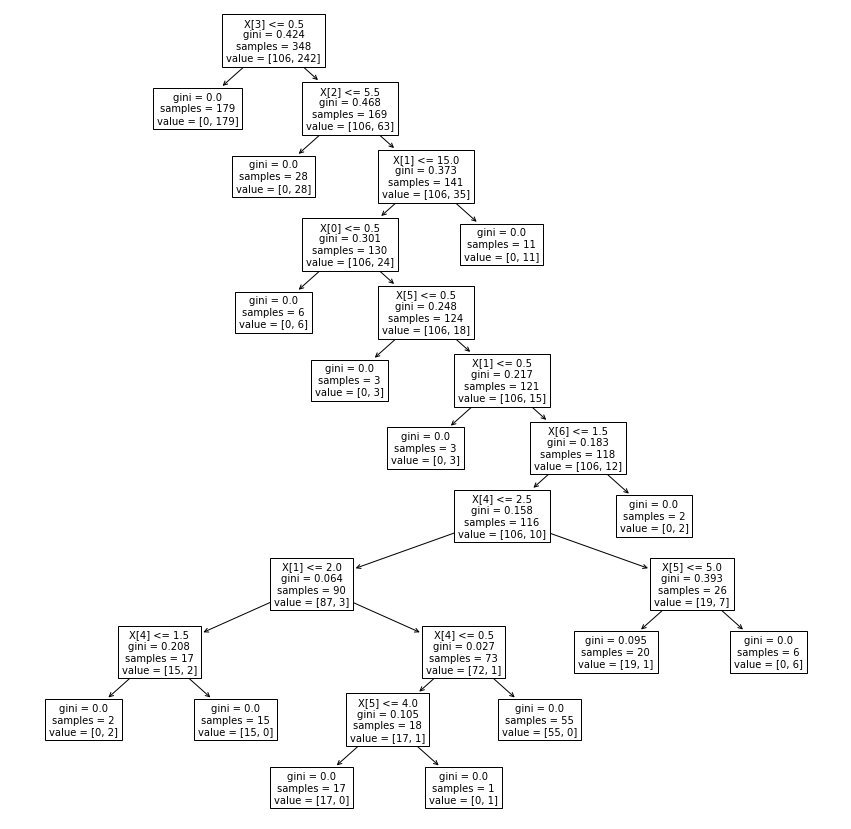 X[3] <= 0.5
gini = 0.424
samples = 348
value = [106, 242]
gini = 0.0
samples = 179
value = [0, 179]
X[2] <= 5.5
gini = 0.468
samples = 169
value = [106, 63]
gini = 0.0
samples = 28
value = [0, 28]
X[1] <= 15.0
gini = 0.373
samples = 141
value = [106, 35]
X[0] <= 0.5
gini = 0.301
samples = 130
value = [106, 24]
gini = 0.0
samples = 11
value = [0, 11]
gini = 0.0
samples = 6
value = [0, 6]
X[5] <= 0.5
gini = 0.248
samples = 124
value = [106, 18]
gini = 0.0
samples = 3
value = [0, 3]
X[1] <= 0.5
gini = 0.217
samples = 121
value = [106, 15]
gini = 0.0
samples = 3
value = [0, 3]
X[6] <= 1.5
gini = 0.183
samples = 118
value = [106, 12]
X[4] <= 2.5
gini = 0.158
samples = 116
value = [106, 10]
gini = 0.0
samples = 2
value = [0, 2]
X[1] <= 2.0
gini = 0.064
samples = 90
value = [87, 3]
X[5] <= 5.0
gini = 0.393
samples = 26
value = [19, 7]
X[4] <= 1.5
gini = 0.208
samples = 17
value = [15, 2]
X[4] <= 0.5
gini = 0.027
samples = 73
value = [72, 1]
gini = 0.095
samples = 20
value = [19, 1]
gini = 0.0
samples = 6
value = [0, 6]
gini = 0.0
samples = 2
value = [0, 2]
gini = 0.0
samples = 15
value = [15, 0]
X[5] <= 4.0
gini = 0.105
samples = 18
value = [17, 1]
gini = 0.0
samples = 55
value = [55, 0]
gini = 0.0
samples = 17
value = [17, 0]
gini = 0.0
samples = 1
value = [0, 1]